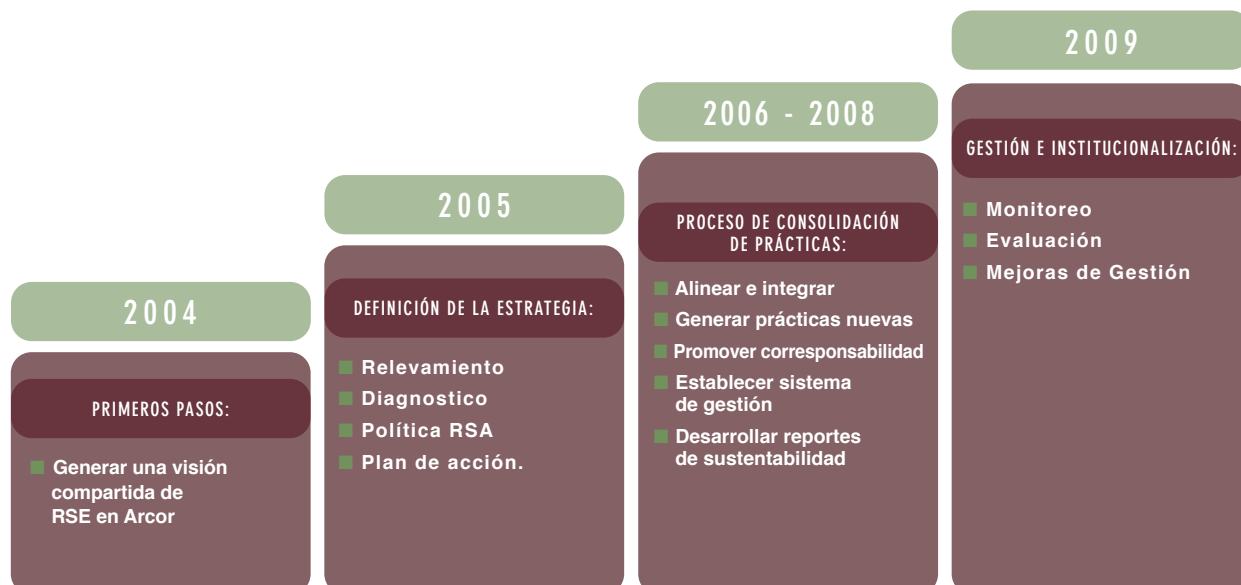 2004
PRIMEROS PASOS:
Generar una visión
compartida de
RSE en Arcor
2005
DEFINICIÓN DE LA ESTRATEGIA:
Relevamiento
Diagnostico
Política RSA
Plan de acción.
2006 - 2008
PROCESO DE CONSOLIDACIÓN
DE PRÁCTICAS:
Alinear e integrar
Generar prácticas nuevas
Promover corresponsabilidad
Establecer sistema
de gestión
Desarrollar reportes
de sustentabilidad
2009
GESTIÓN E INSTITUCIONALIZACIÓN:
Monitoreo
Evaluación
Mejoras de Gestión